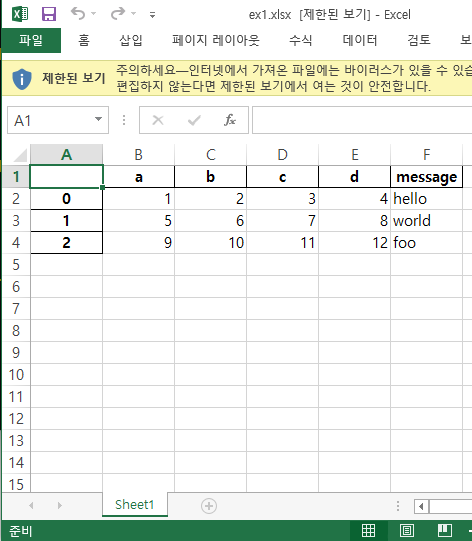 ex1.xlsx [제한된 보기] - Excel
파일 홈 삽입 페이지 레이아웃 수식 데이터 검토 보
제한된 보기 주의하세요—인터넷에서 가져온 파일에는 바이러스가 있을 수 있습
편집하지 않는다면 제한된 보기에서 여는 것이 안전합니다.
A1 fx
A B C D E F
1 a b c d message
2 0 1 2 3 4 hello
3 1 5 6 7 8 world
4 2 9 10 11 12 foo
5
6
7
8
9
10
11
12
13
14
15
Sheet1
준비